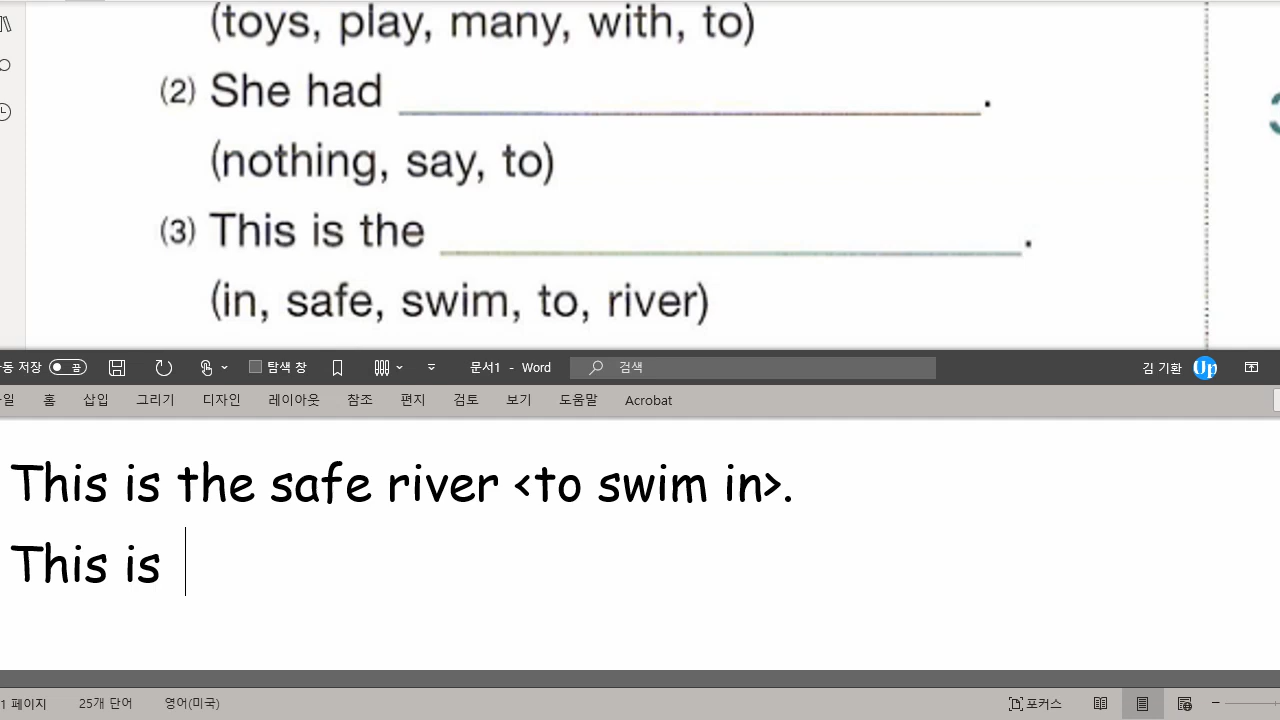 (toys, play, many, with, to)
(2) She had ____________________.
(nothing, say, to)
(3) This is the ____________________.
(in, safe, swim, to, river)
동 저장 끔 탐색 창 문서1 - Word 검색 김 기환 Up
일 홈 삽입 그리기 디자인 레이아웃 참조 편지 검토 보기 도움말 Acrobat
This is the safe river <to swim in>.
This is
1 페이지 25개 단어 영어(미국) 포커스